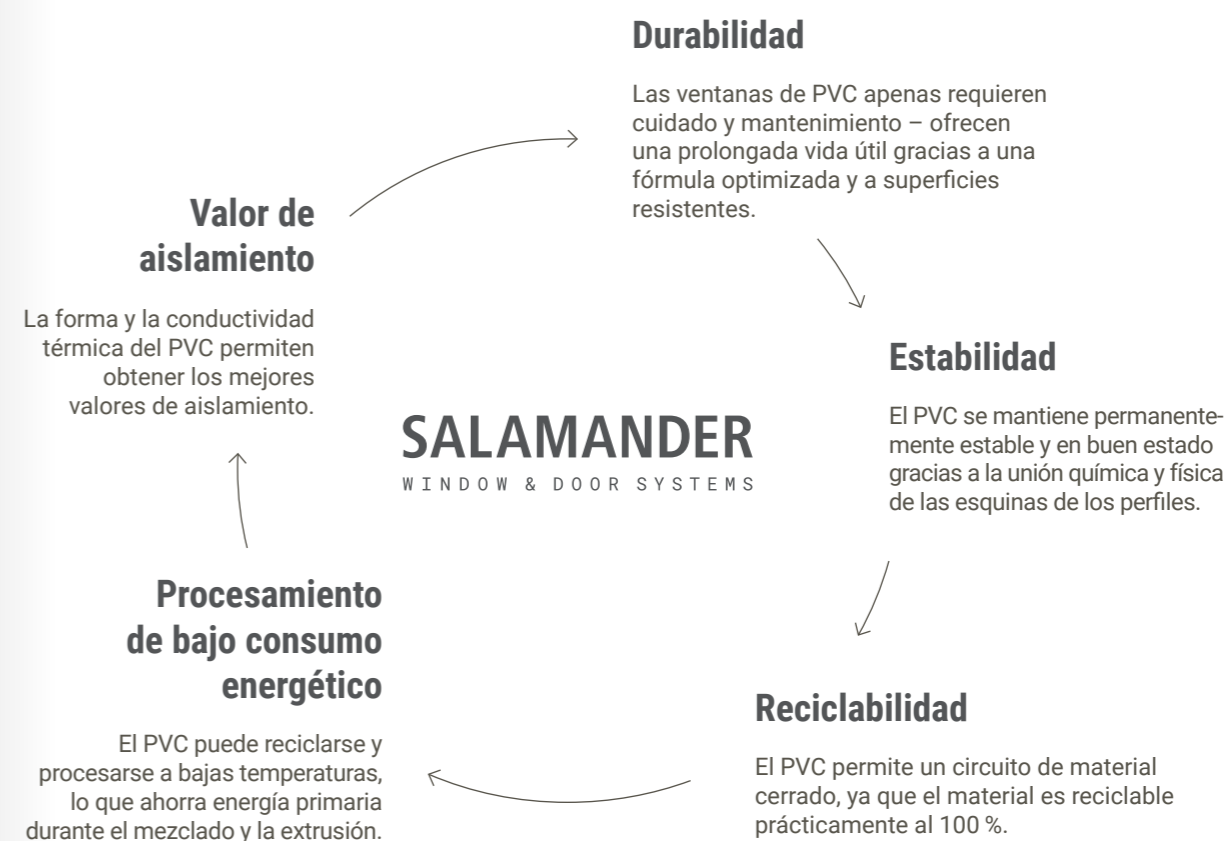 Durabilidad
Las ventanas de PVC apenas requieren
cuidado y mantenimiento – ofrecen
una prolongada vida útil gracias a una
fórmula optimizada y a superficies
resistentes.
Estabilidad
El PVC se mantiene permanente-
mente estable y en buen estado
gracias a la unión química y física
de las esquinas de los perfiles.
Reciclabilidad
El PVC permite un circuito de material
cerrado, ya que el material es reciclable
prácticamente al 100 %.
Procesamiento
de bajo consumo
energético
El PVC puede reciclarse y
procesarse a bajas temperaturas,
lo que ahorra energía primaria
durante el mezclado y la extrusión.
Valor de
aislamiento
La forma y la conductividad
térmica del PVC permiten
obtener los mejores
valores de aislamiento.
SALAMANDER
WINDOW & DOOR SYSTEMS